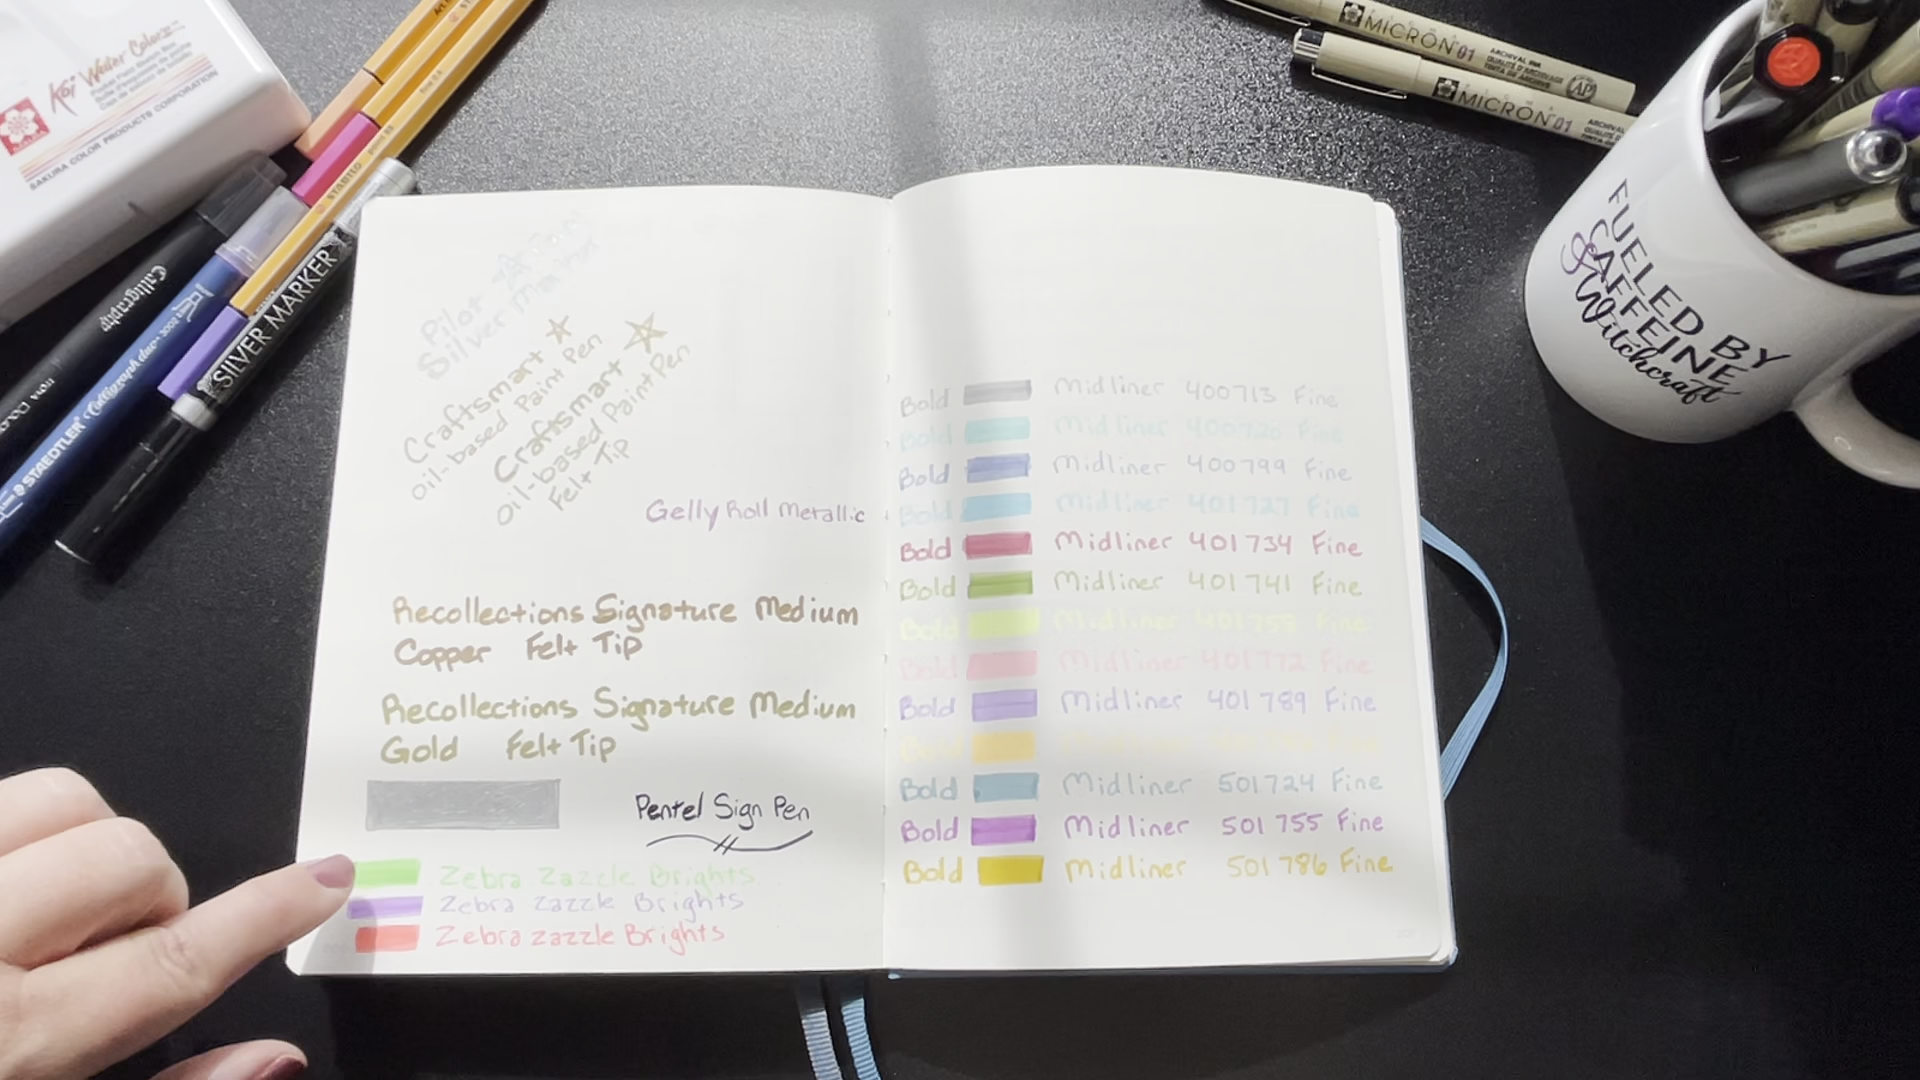 Koi Water Colors
SAKURA COLOR PRODUCTS CORPORATION
STABILO
Calligraphy
STAEDTLER calligraph duo
SILVER MARKER
MICRON 01
ARCHIVAL INK
AP
MICRON 01
FUELED BY
CAFFEINE
&
Witchcraft
Pilot
Silver
Craftsmart
oil-based Paint Pen
Craftsmart
oil-based Paint Pen
Felt Tip
Gelly Roll Metallic
Recollections Signature Medium
Copper Felt Tip
Recollections Signature Medium
Gold Felt Tip
Pentel Sign Pen
Zebra Zazzle Brights
Zebra Zazzle Brights
Zebra Zazzle Brights
Bold Midliner 400713 Fine
Bold Midliner Fine
Bold Midliner 400799 Fine
Bold Midliner 401727 Fine
Bold Midliner 401734 Fine
Bold Midliner 401741 Fine
Bold Midliner Fine
Bold Midliner 401772 Fine
Bold Midliner 401789 Fine
Bold Midliner
Bold Midliner 501724 Fine
Bold Midliner 501755 Fine
Bold Midliner 501786 Fine